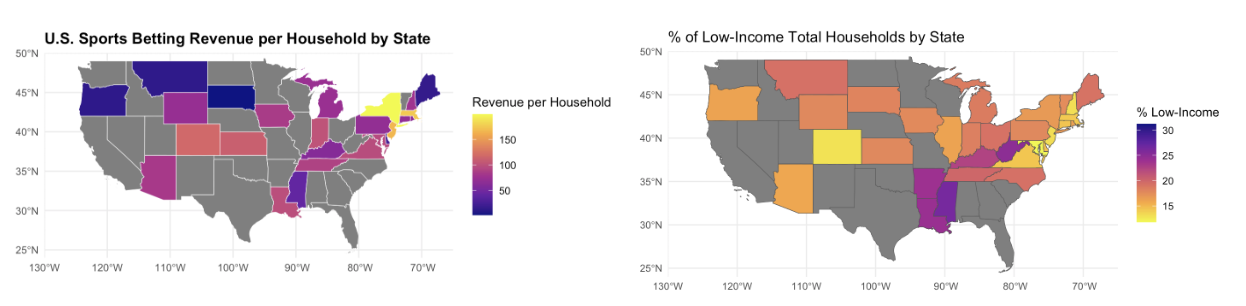 U.S. Sports Betting Revenue per Household by State
50°N
45°N
40°N
35°N
30°N
25°N
130°W 120°W 110°W 100°W 90°W 80°W 70°W
Revenue per Household
150
100
50
% of Low-Income Total Households by State
50°N
45°N
40°N
35°N
30°N
25°N
130°W 120°W 110°W 100°W 90°W 80°W 70°W
% Low-Income
30
25
20
15